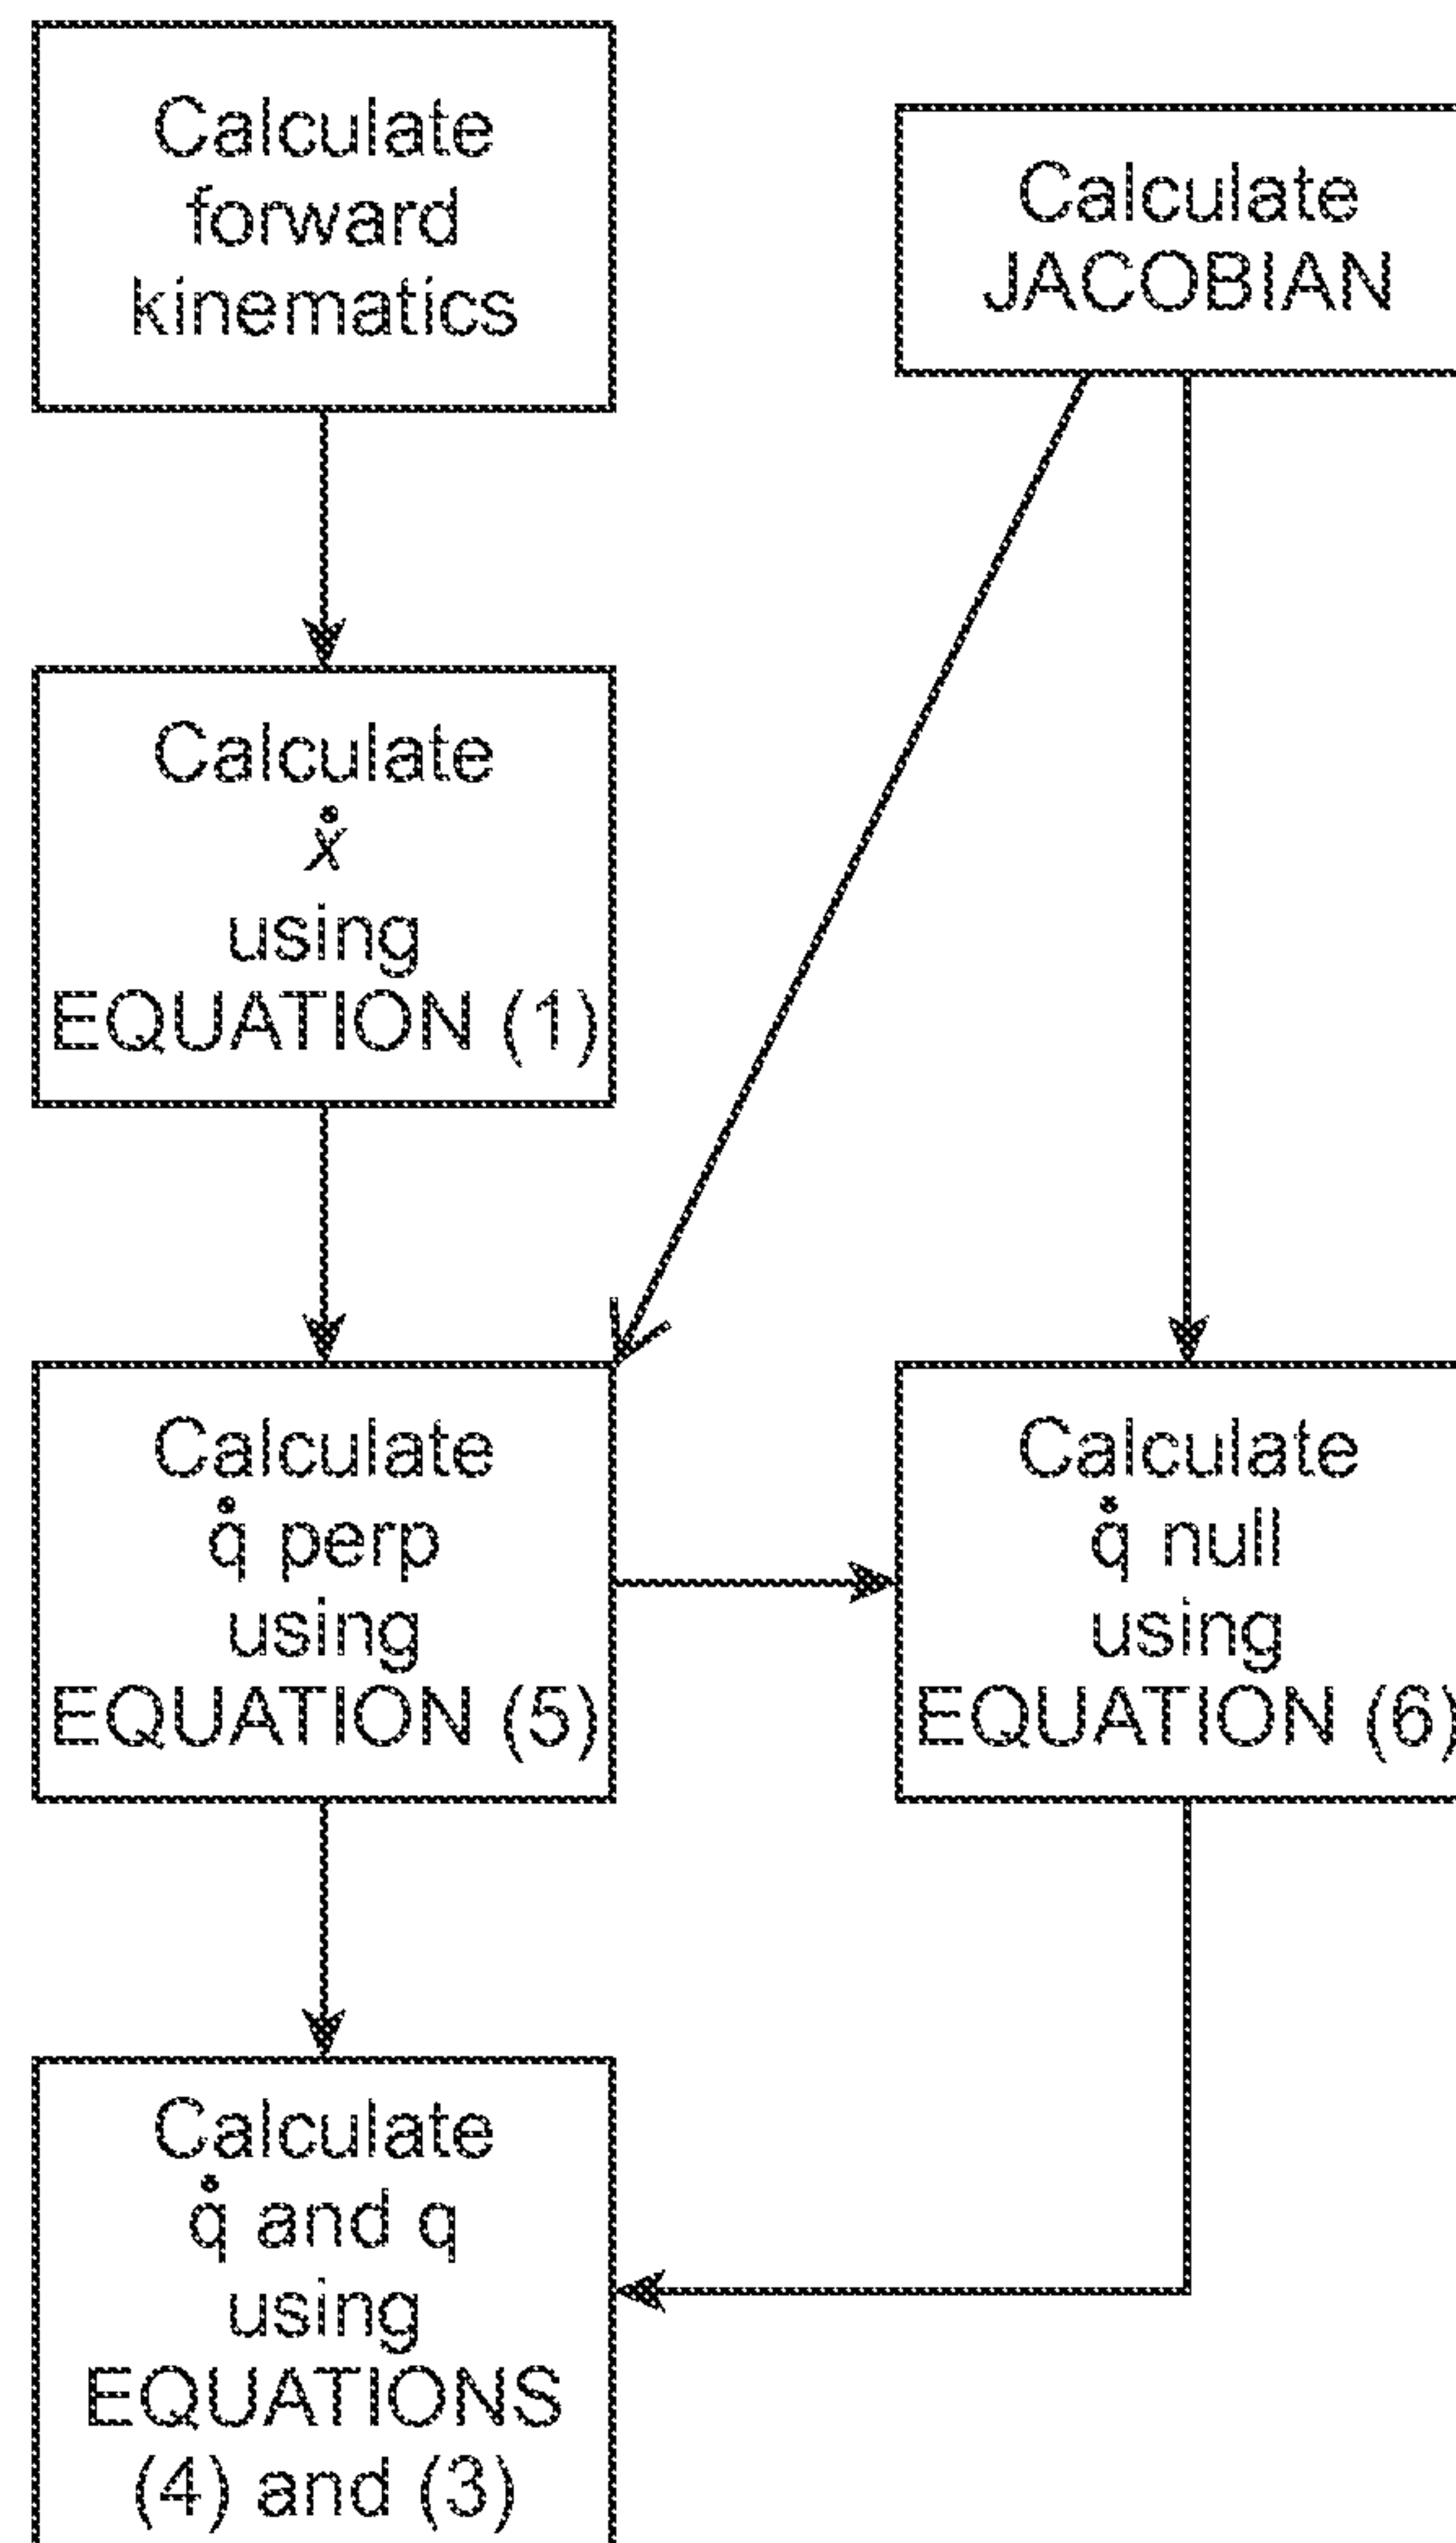 Calculate
forward
kinematics
Calculate
JACOBIAN
Calculate
ẋ
using
EQUATION (1)
Calculate
q̇ perp
using
EQUATION (5)
Calculate
q̇ null
using
EQUATION (6)
Calculate
q̇ and q
using
EQUATIONS
(4) and (3)